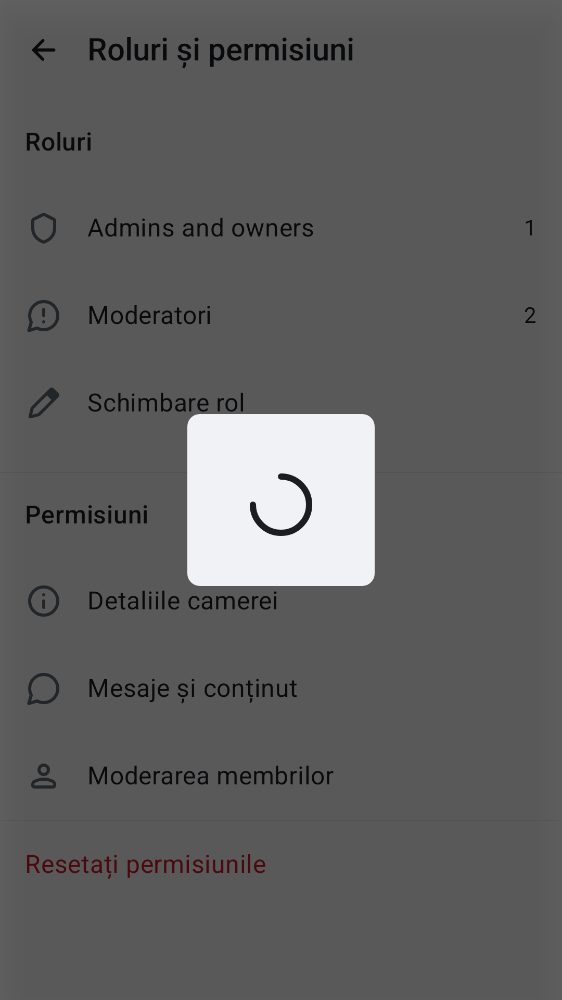 Roluri și permisiuni
Roluri
Admins and owners 1
Moderatori 2
Schimbare rol
Permisiuni
Detaliile camerei
Mesaje și conținut
Moderarea membrilor
Resetați permisiunile